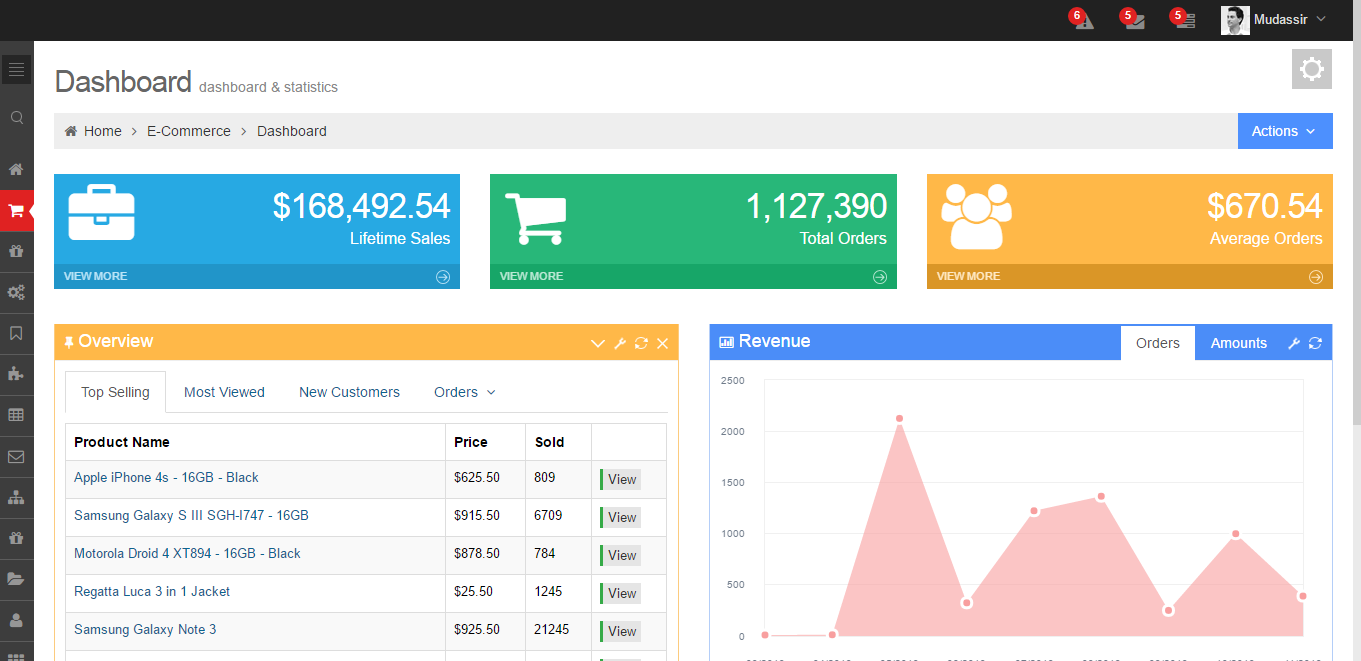 6 5 5 Mudassir
Dashboard dashboard & statistics
Home E-Commerce Dashboard Actions
$168,492.54
Lifetime Sales
VIEW MORE
1,127,390
Total Orders
VIEW MORE
$670.54
Average Orders
VIEW MORE
Overview
Top Selling Most Viewed New Customers Orders
Product Name Price Sold
Apple iPhone 4s - 16GB - Black $625.50 809 View
Samsung Galaxy S III SGH-I747 - 16GB $915.50 6709 View
Motorola Droid 4 XT894 - 16GB - Black $878.50 784 View
Regatta Luca 3 in 1 Jacket $25.50 1245 View
Samsung Galaxy Note 3 $925.50 21245 View
Revenue Orders Amounts
2500
2000
1500
1000
500
0